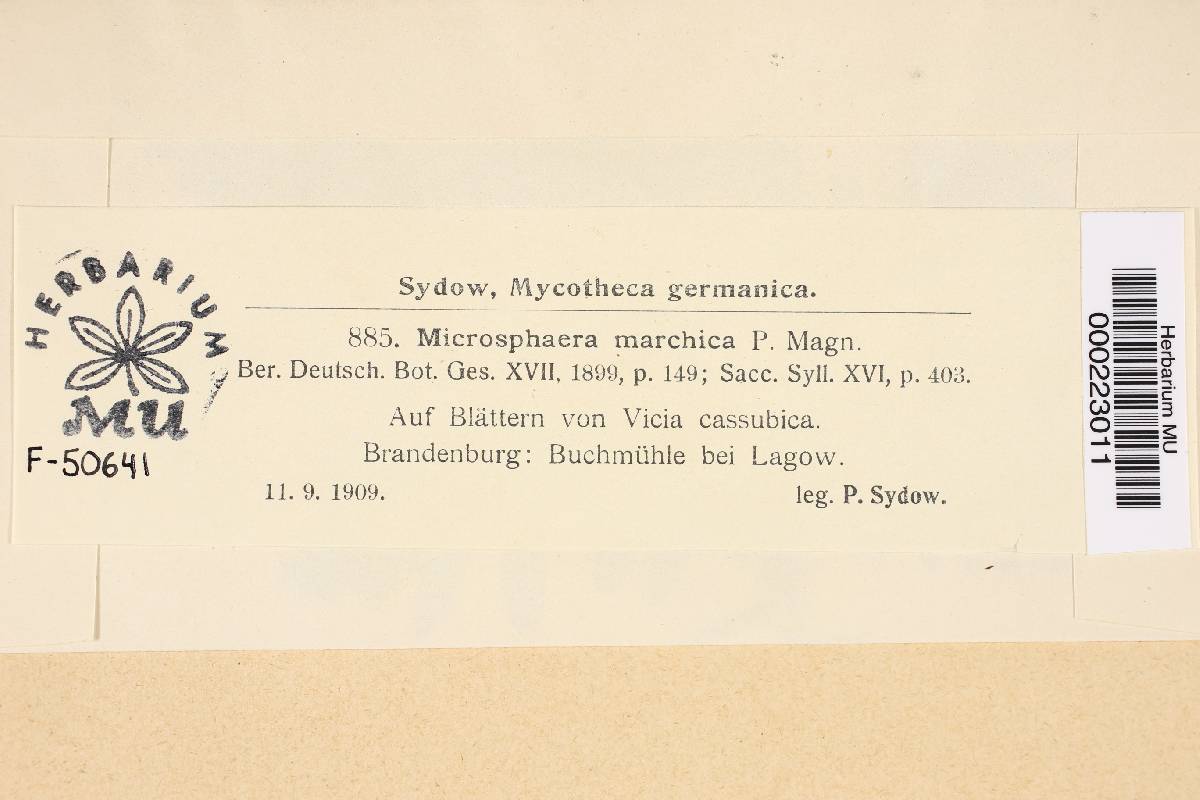 HERBARIUM
MU
F-50641
Sydow, Mycotheca germanica.
885. Microsphaera marchica P. Magn.
Ber. Deutsch. Bot. Ges. XVII, 1899, p. 149; Sacc. Syll. XVI, p. 403.
Auf Blättern von Vicia cassubica.
Brandenburg: Buchmühle bei Lagow.
11. 9. 1909. leg. P. Sydow.
Herbarium MU
000223011